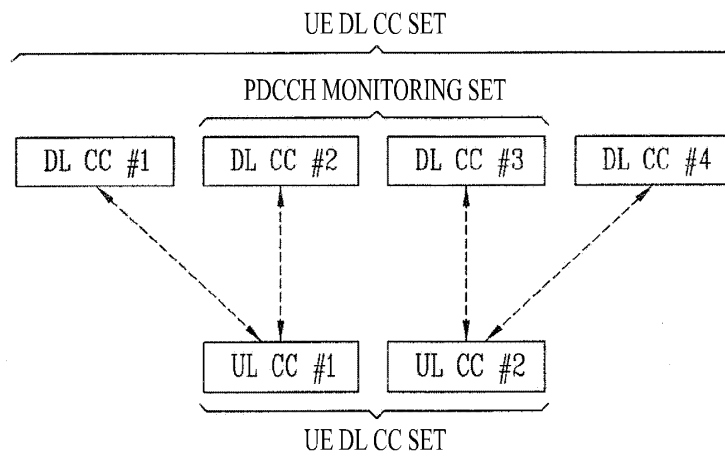 UE DL CC SET
PDCCH MONITORING SET
DL CC #1 DL CC #2 DL CC #3 DL CC #4
UL CC #1 UL CC #2
UE DL CC SET